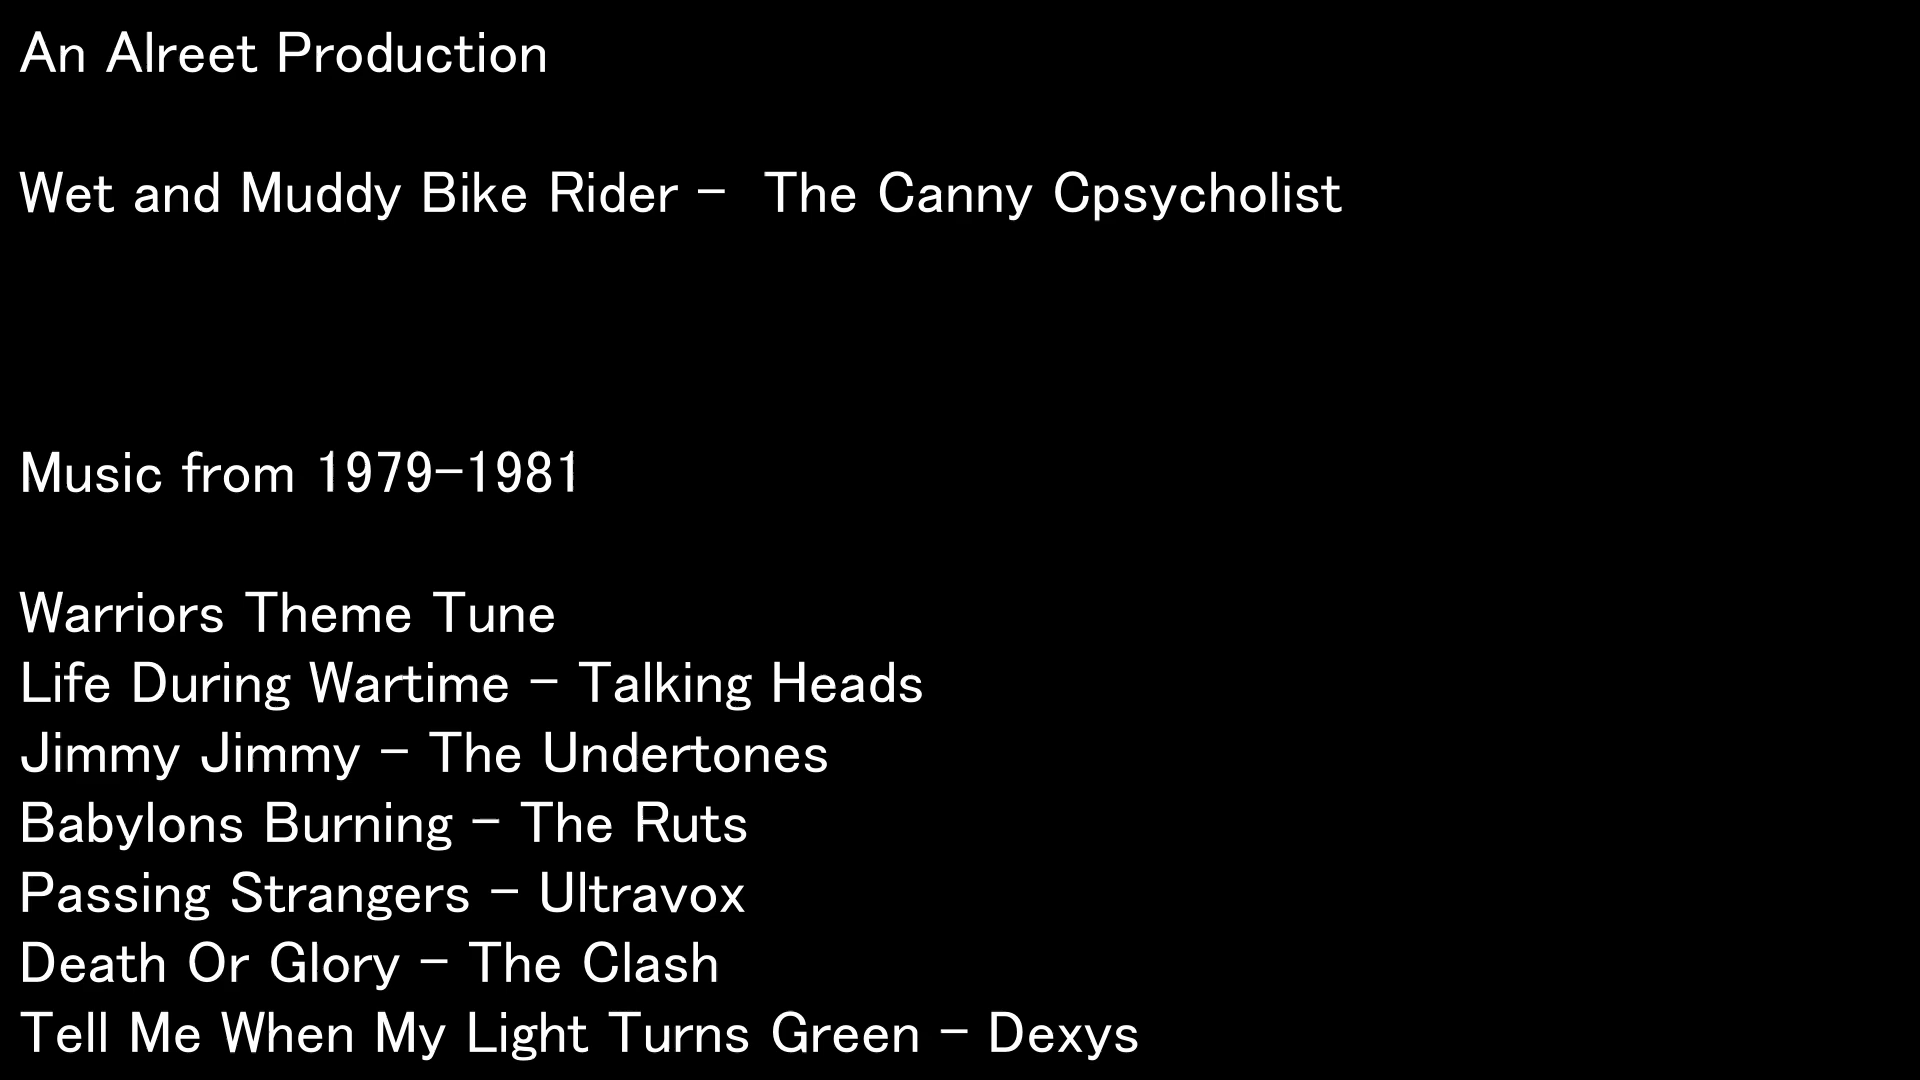 An Alreet Production
Wet and Muddy Bike Rider -  The Canny Cpsycholist
Music from 1979-1981
Warriors Theme Tune
Life During Wartime - Talking Heads
Jimmy Jimmy - The Undertones
Babylons Burning - The Ruts
Passing Strangers - Ultravox
Death Or Glory - The Clash
Tell Me When My Light Turns Green - Dexys